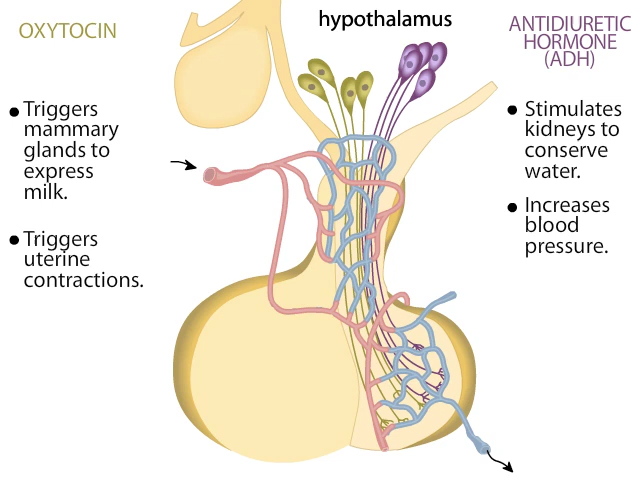 OXYTOCIN
● Triggers
mammary
glands to
express
milk.
● Triggers
uterine
contractions.
hypothalamus
ANTIDIURETIC
HORMONE
(ADH)
● Stimulates
kidneys to
conserve
water.
● Increases
blood
pressure.